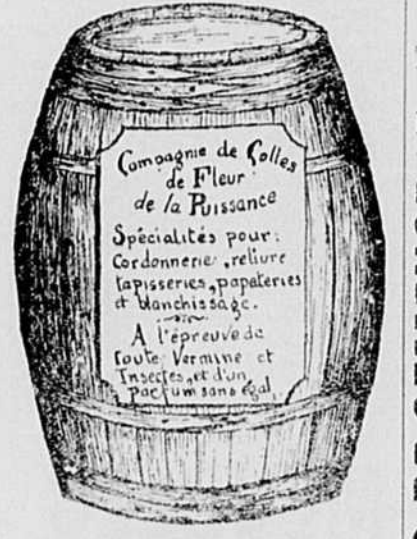 Compagnie de Colles
de Fleur
de la Puissance
Spécialités pour:
Cordonnerie, reliure
tapisseries, papeteries
et blanchissage.
A l'épreuve de
toute Vermine et
Insectes, et d'un
parfum sans égal,